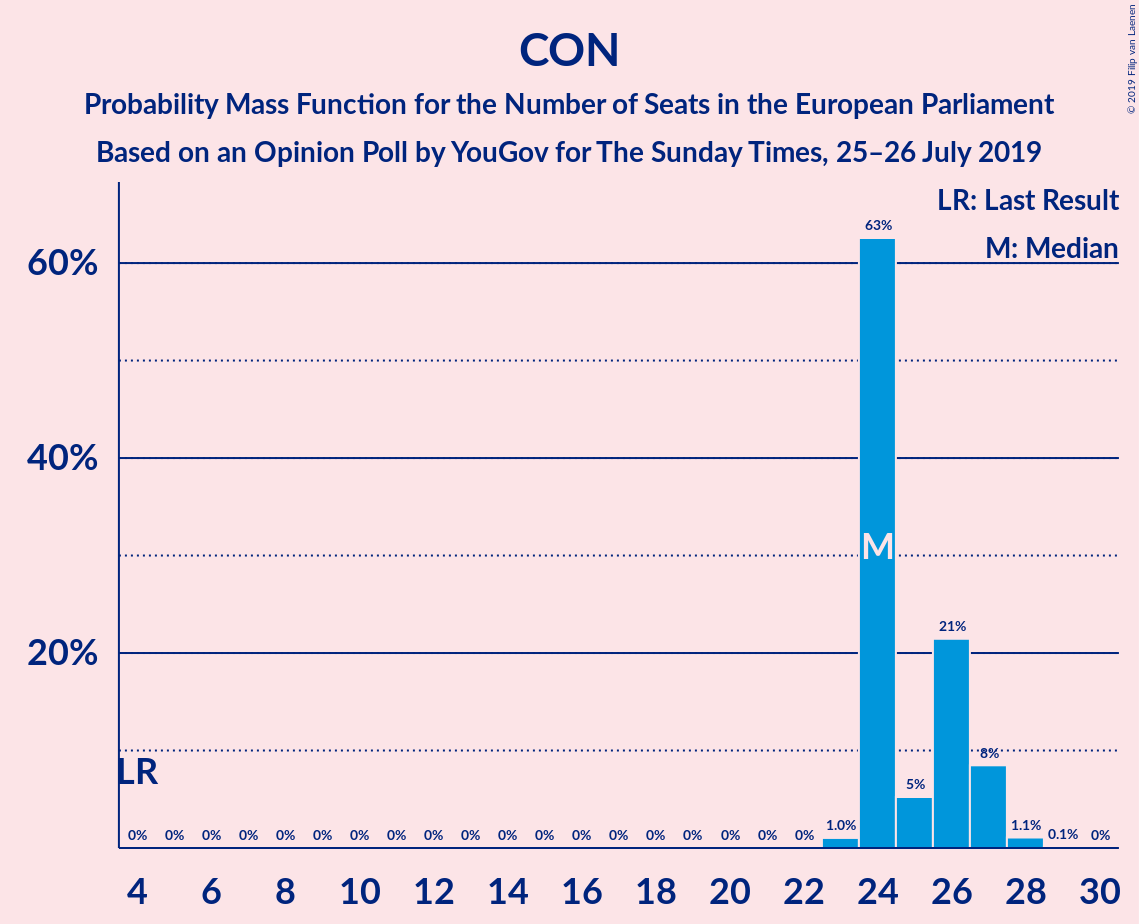 CON
Probability Mass Function for the Number of Seats in the European Parliament
Based on an Opinion Poll by YouGov for The Sunday Times, 25–26 July 2019
© 2019 Filip van Laenen
LR: Last Result
M: Median
63%
60%
40%
M
21%
20%
8%
LR
5%
0% 0% 0% 0% 0% 0% 0% 0% 0% 0% 0% 0% 0% 0% 0% 0% 0% 0% 0% 1.0% 1.1% 0.1% 0%
4 6 8 10 12 14 16 18 20 22 24 26 28 30